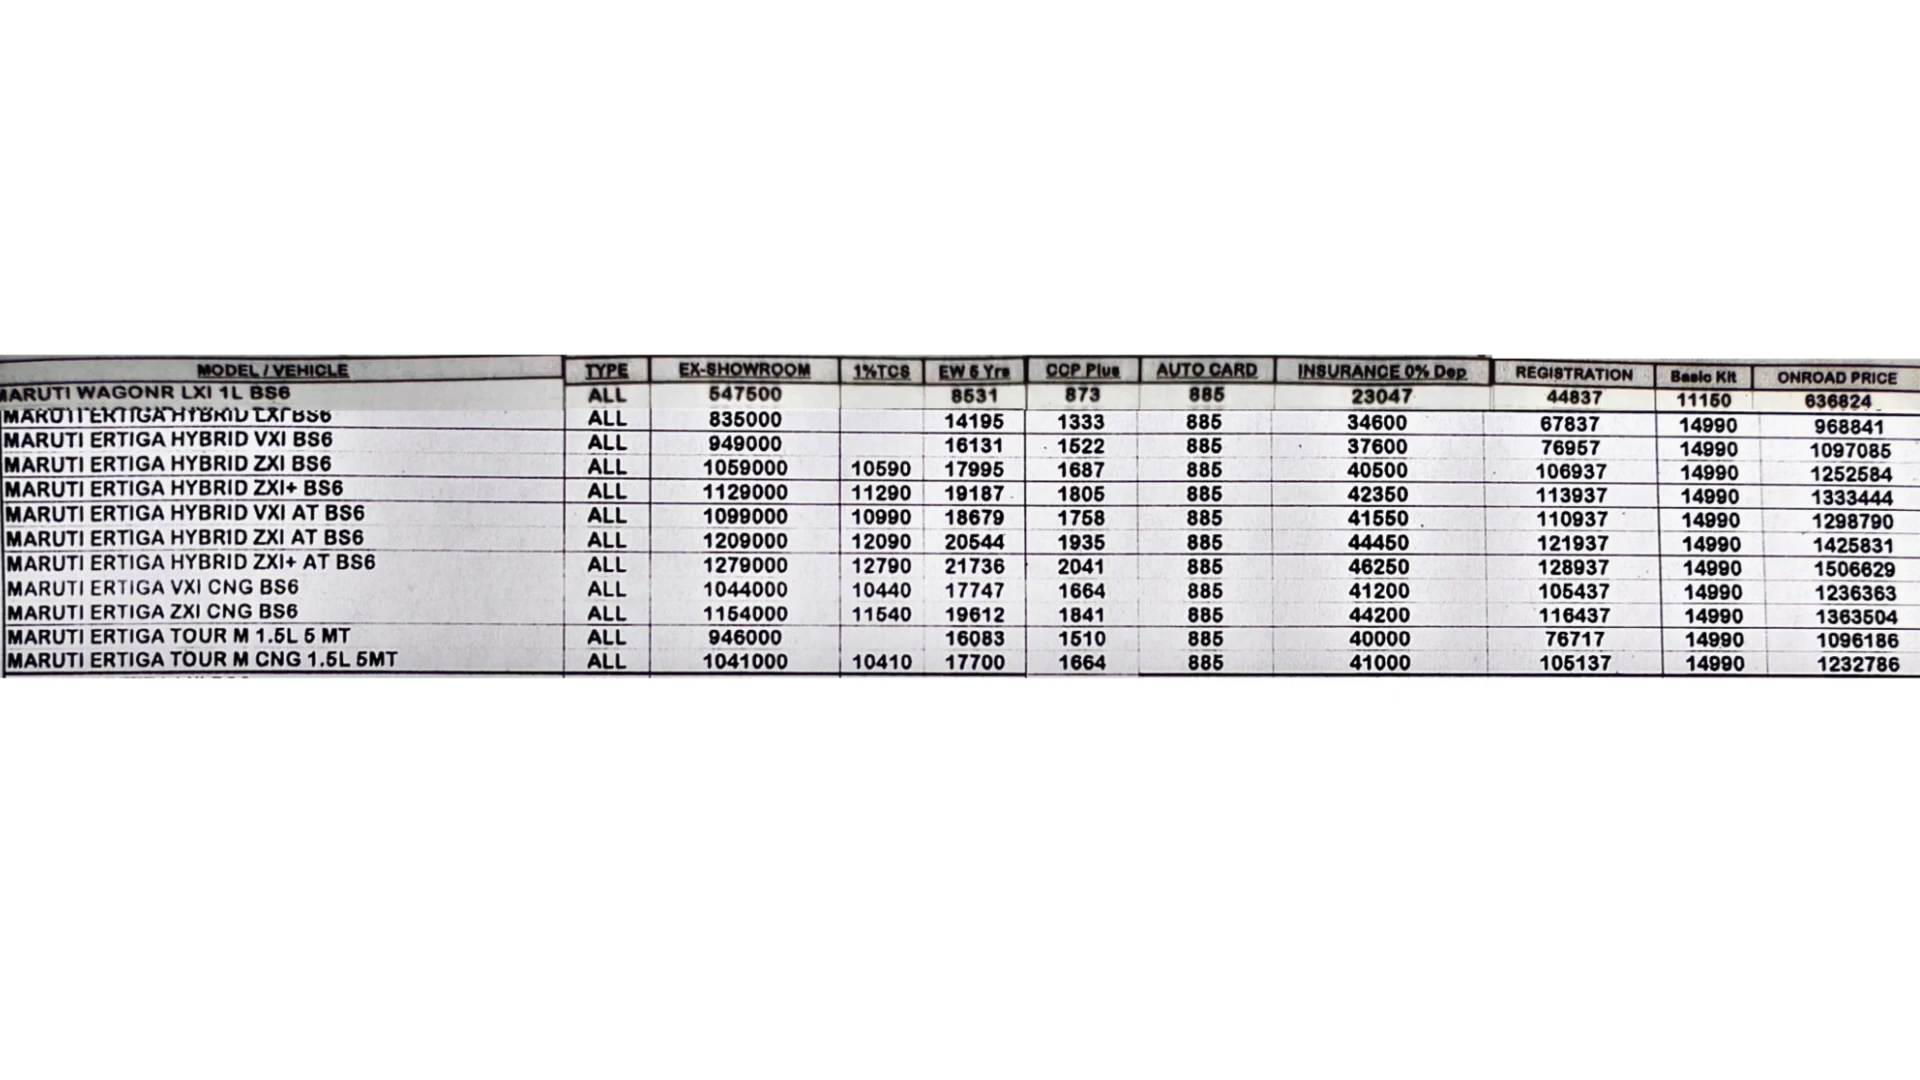 MODEL / VEHICLE TYPE EX-SHOWROOM 1%TCS EW 5 Yrs CCP Plus AUTO CARD INSURANCE 0% Dep REGISTRATION Basic Kit ONROAD PRICE
MARUTI WAGONR LXI 1L BS6 ALL 547500 8531 873 885 23047 44837 11150 636824
MARUTI ERTIGA HYBRID LXI BS6 ALL 835000 14195 1333 885 34600 67837 14990 968841
MARUTI ERTIGA HYBRID VXI BS6 ALL 949000 16131 1522 885 37600 76957 14990 1097085
MARUTI ERTIGA HYBRID ZXI BS6 ALL 1059000 10590 17995 1687 885 40500 106937 14990 1252584
MARUTI ERTIGA HYBRID ZXI+ BS6 ALL 1129000 11290 19187 1805 885 42350 113937 14990 1333444
MARUTI ERTIGA HYBRID VXI AT BS6 ALL 1099000 10990 18679 1758 885 41550 110937 14990 1298790
MARUTI ERTIGA HYBRID ZXI AT BS6 ALL 1209000 12090 20544 1935 885 44450 121937 14990 1425831
MARUTI ERTIGA HYBRID ZXI+ AT BS6 ALL 1279000 12790 21736 2041 885 46250 128937 14990 1506629
MARUTI ERTIGA VXI CNG BS6 ALL 1044000 10440 17747 1664 885 41200 105437 14990 1236363
MARUTI ERTIGA ZXI CNG BS6 ALL 1154000 11540 19612 1841 885 44200 116437 14990 1363504
MARUTI ERTIGA TOUR M 1.5L 5 MT ALL 946000 16083 1510 885 40000 76717 14990 1096186
MARUTI ERTIGA TOUR M CNG 1.5L 5MT ALL 1041000 10410 17700 1664 885 41000 105137 14990 1232786